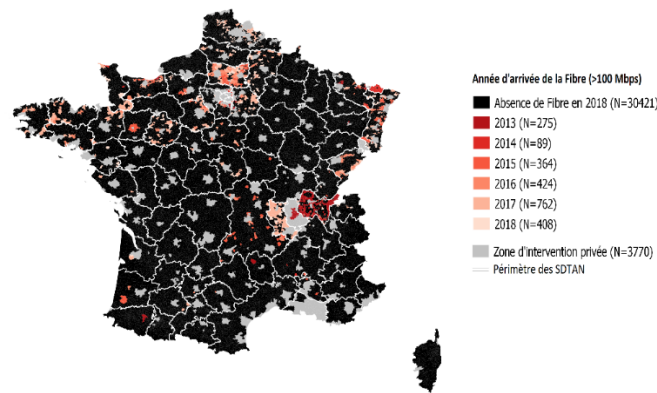 Année d'arrivée de la Fibre (>100 Mbps)
Absence de Fibre en 2018 (N=30421)
2013 (N=275)
2014 (N=89)
2015 (N=364)
2016 (N=424)
2017 (N=762)
2018 (N=408)
Zone d'intervention privée (N=3770)
Périmètre des SDTAN